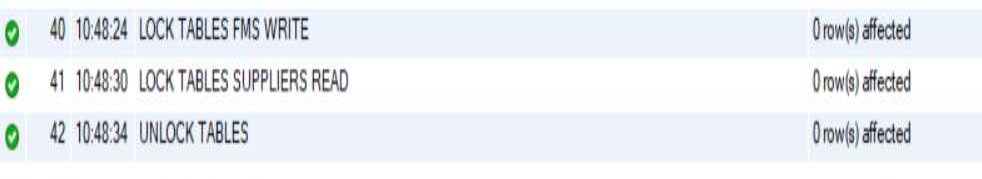 40 10:48:24 LOCK TABLES FMS WRITE 0 row(s) affected
41 10:48:30 LOCK TABLES SUPPLIERS READ 0 row(s) affected
42 10:48:34 UNLOCK TABLES 0 row(s) affected